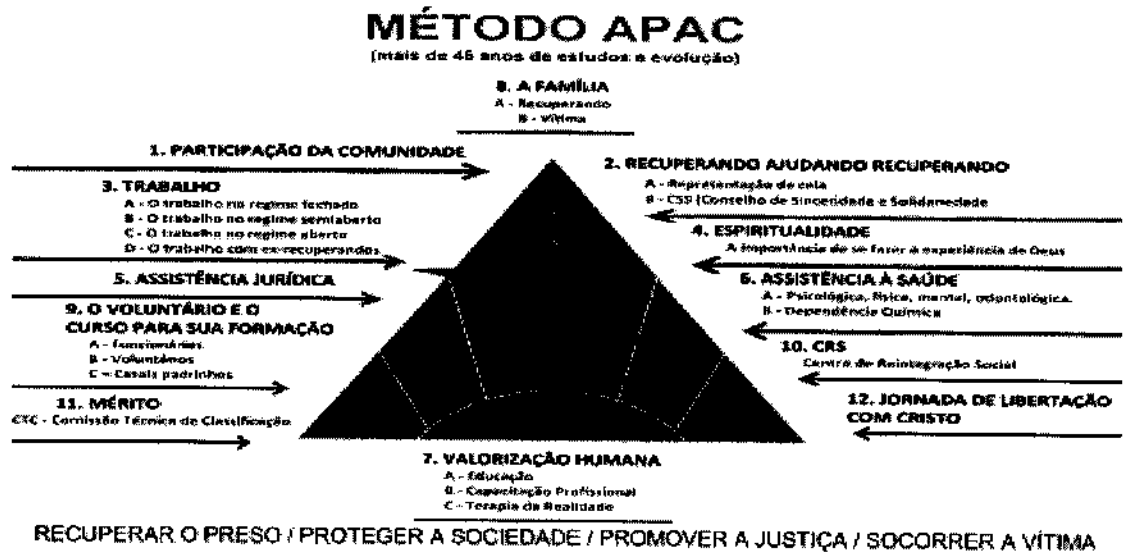 MÉTODO APAC
(mais de 45 anos de estudos e evolução)
8. A FAMÍLIA
A - Recuperando
B - Vítima
1. PARTICIPAÇÃO DA COMUNIDADE
2. RECUPERANDO AJUDANDO RECUPERANDO
A - Representação de cela
B - CSS (Conselho de Sinceridade e Solidariedade
3. TRABALHO
A - O trabalho no regime fechado
B - O trabalho no regime semiaberto
C - O trabalho no regime aberto
D - O trabalho com ex-recuperandos
4. ESPIRITUALIDADE
A importância de se fazer a experiência de Deus
5. ASSISTÊNCIA JURÍDICA
6. ASSISTÊNCIA À SAÚDE
A - Psicológica, física, mental, odontológica.
B - Dependência Química
9. O VOLUNTÁRIO E O
CURSO PARA SUA FORMAÇÃO
A - Funcionários
B - Voluntários
C - Casais padrinhos
10. CRS
Centro de Reintegração Social
11. MÉRITO
CTC - Comissão Técnica de Classificação
12. JORNADA DE LIBERTAÇÃO
COM CRISTO
7. VALORIZAÇÃO HUMANA
A - Educação
B - Capacitação Profissional
C - Terapia da Realidade
RECUPERAR O PRESO / PROTEGER A SOCIEDADE / PROMOVER A JUSTIÇA / SOCORRER A VÍTIMA